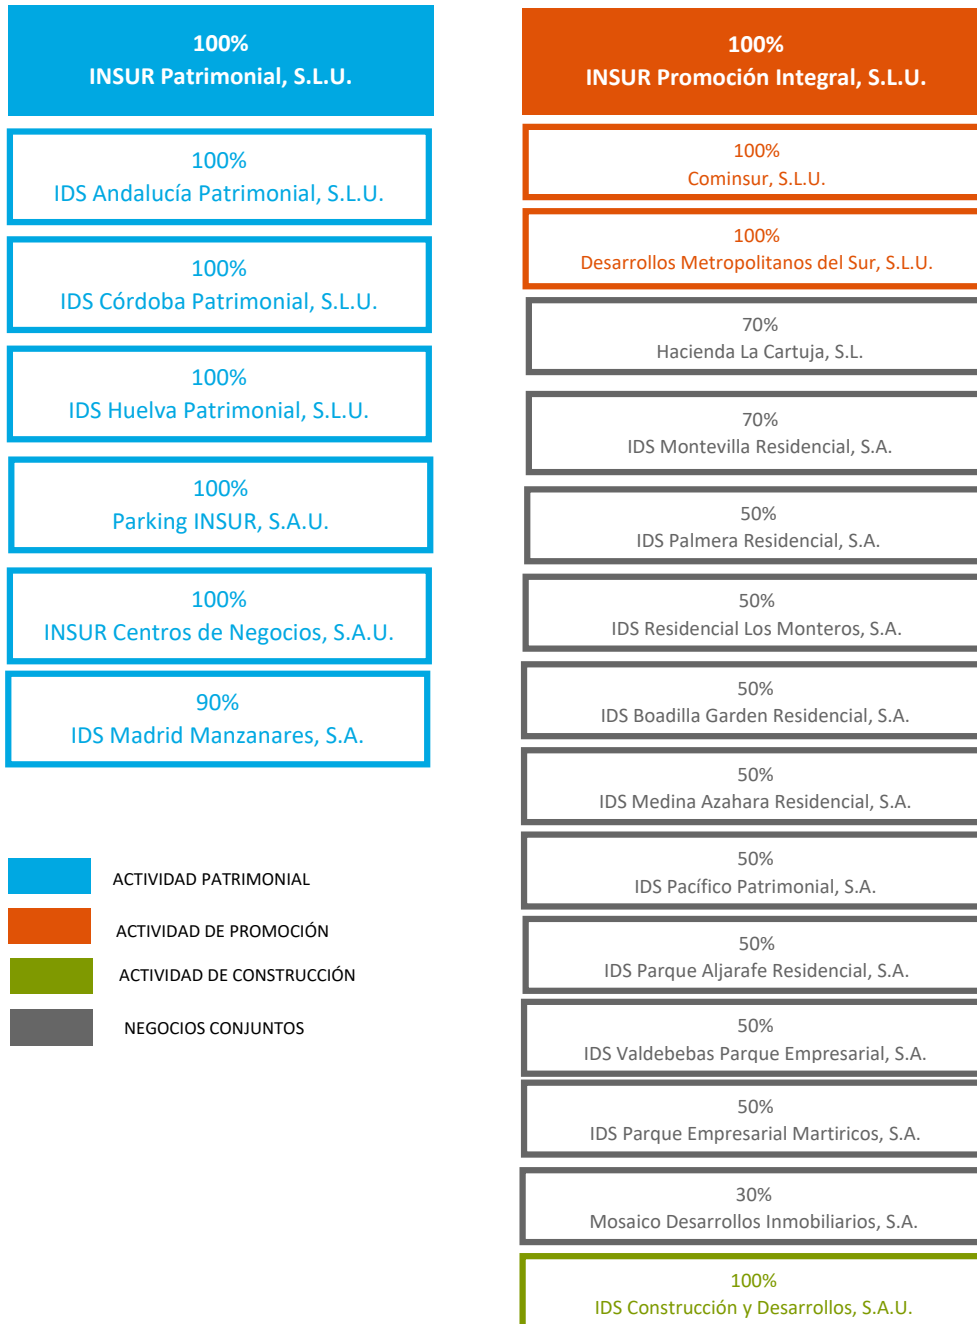 100%
INSUR Patrimonial, S.L.U.
100%
IDS Andalucía Patrimonial, S.L.U.
100%
IDS Córdoba Patrimonial, S.L.U.
100%
IDS Huelva Patrimonial, S.L.U.
100%
Parking INSUR, S.A.U.
100%
INSUR Centros de Negocios, S.A.U.
90%
IDS Madrid Manzanares, S.A.
ACTIVIDAD PATRIMONIAL
ACTIVIDAD DE PROMOCIÓN
ACTIVIDAD DE CONSTRUCCIÓN
NEGOCIOS CONJUNTOS
100%
INSUR Promoción Integral, S.L.U.
100%
Cominsur, S.L.U.
100%
Desarrollos Metropolitanos del Sur, S.L.U.
70%
Hacienda La Cartuja, S.L.
70%
IDS Montevilla Residencial, S.A.
50%
IDS Palmera Residencial, S.A.
50%
IDS Residencial Los Monteros, S.A.
50%
IDS Boadilla Garden Residencial, S.A.
50%
IDS Medina Azahara Residencial, S.A.
50%
IDS Pacífico Patrimonial, S.A.
50%
IDS Parque Aljarafe Residencial, S.A.
50%
IDS Valdebebas Parque Empresarial, S.A.
50%
IDS Parque Empresarial Martiricos, S.A.
30%
Mosaico Desarrollos Inmobiliarios, S.A.
100%
IDS Construcción y Desarrollos, S.A.U.